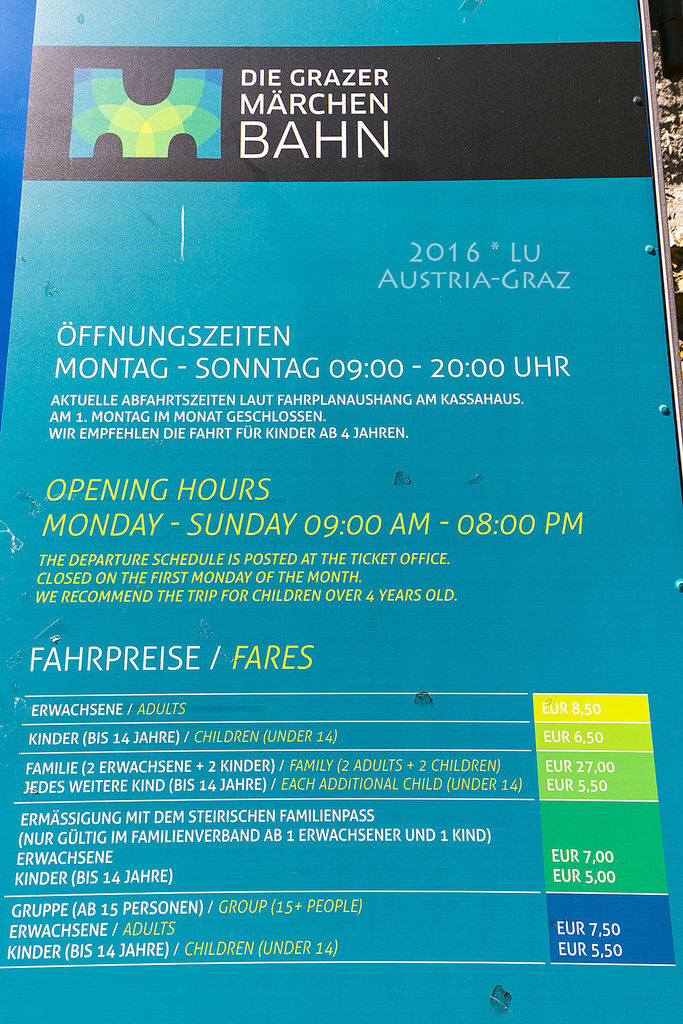 DIE GRAZER
MÄRCHEN
BAHN
2016 * LU
AUSTRIA-GRAZ
ÖFFNUNGSZEITEN
MONTAG - SONNTAG 09:00 - 20:00 UHR
AKTUELLE ABFAHRTSZEITEN LAUT FAHRPLANAUSHANG AM KASSAHAUS.
AM 1. MONTAG IM MONAT GESCHLOSSEN.
WIR EMPFEHLEN DIE FAHRT FÜR KINDER AB 4 JAHREN.
OPENING HOURS
MONDAY - SUNDAY 09:00 AM - 08:00 PM
THE DEPARTURE SCHEDULE IS POSTED AT THE TICKET OFFICE.
CLOSED ON THE FIRST MONDAY OF THE MONTH.
WE RECOMMEND THE TRIP FOR CHILDREN OVER 4 YEARS OLD.
FAHRPREISE / FARES
ERWACHSENE / ADULTS EUR 8,50
KINDER (BIS 14 JAHRE) / CHILDREN (UNDER 14) EUR 6,50
FAMILIE (2 ERWACHSENE + 2 KINDER) / FAMILY (2 ADULTS + 2 CHILDREN) EUR 27,00
JEDES WEITERE KIND (BIS 14 JAHRE) / EACH ADDITIONAL CHILD (UNDER 14) EUR 5,50
ERMÄSSIGUNG MIT DEM STEIRISCHEN FAMILIENPASS
(NUR GÜLTIG IM FAMILIENVERBAND AB 1 ERWACHSENER UND 1 KIND)
ERWACHSENE EUR 7,00
KINDER (BIS 14 JAHRE) EUR 5,00
GRUPPE (AB 15 PERSONEN) / GROUP (15+ PEOPLE)
ERWACHSENE / ADULTS EUR 7,50
KINDER (BIS 14 JAHRE) / CHILDREN (UNDER 14) EUR 5,50